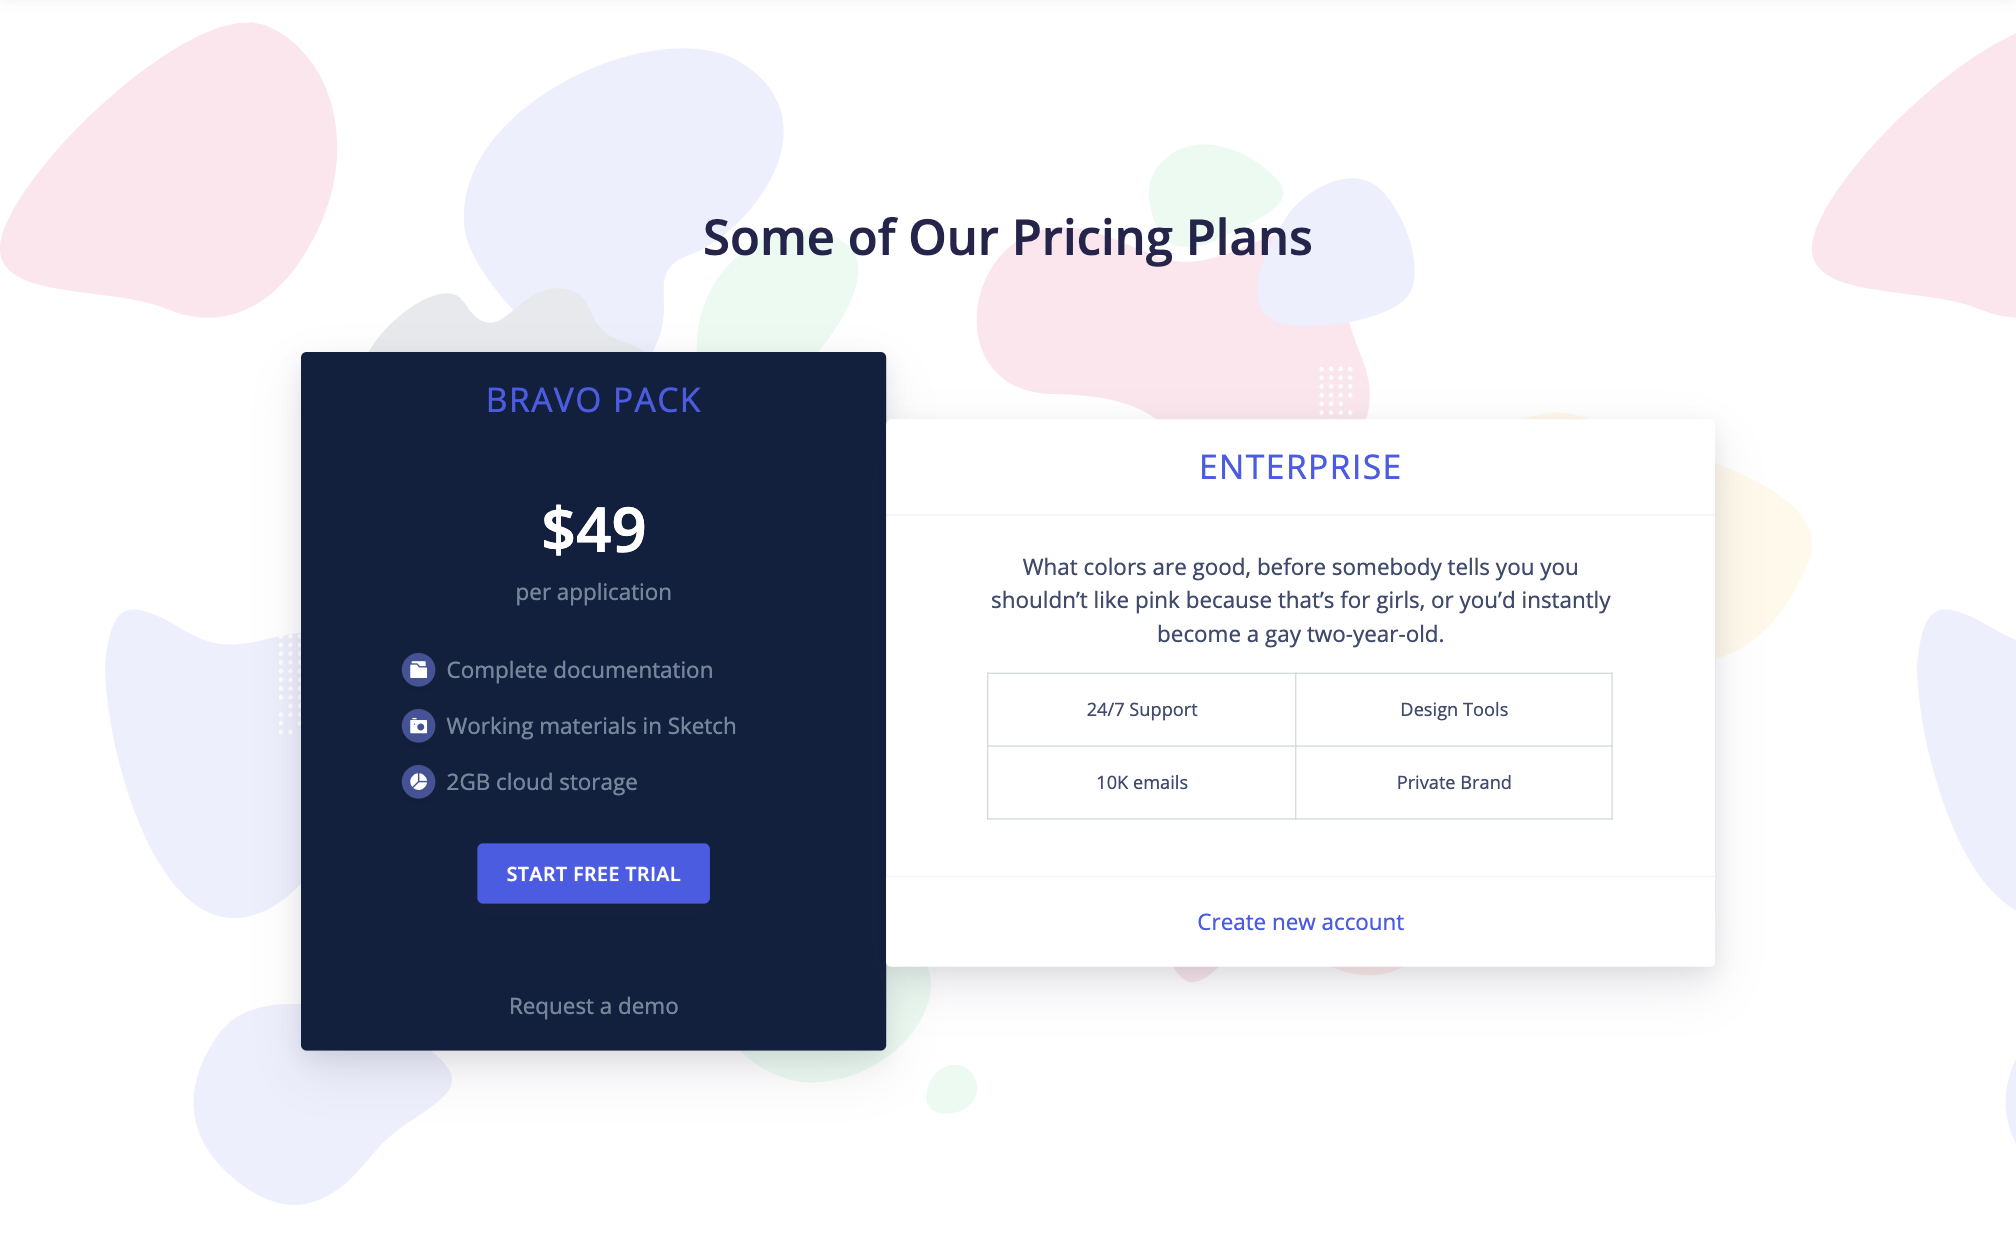 Some of Our Pricing Plans
BRAVO PACK
$49
per application
Complete documentation
Working materials in Sketch
2GB cloud storage
START FREE TRIAL
Request a demo
ENTERPRISE
What colors are good, before somebody tells you you
shouldn’t like pink because that’s for girls, or you’d instantly
become a gay two-year-old.
24/7 Support
Design Tools
10K emails
Private Brand
Create new account